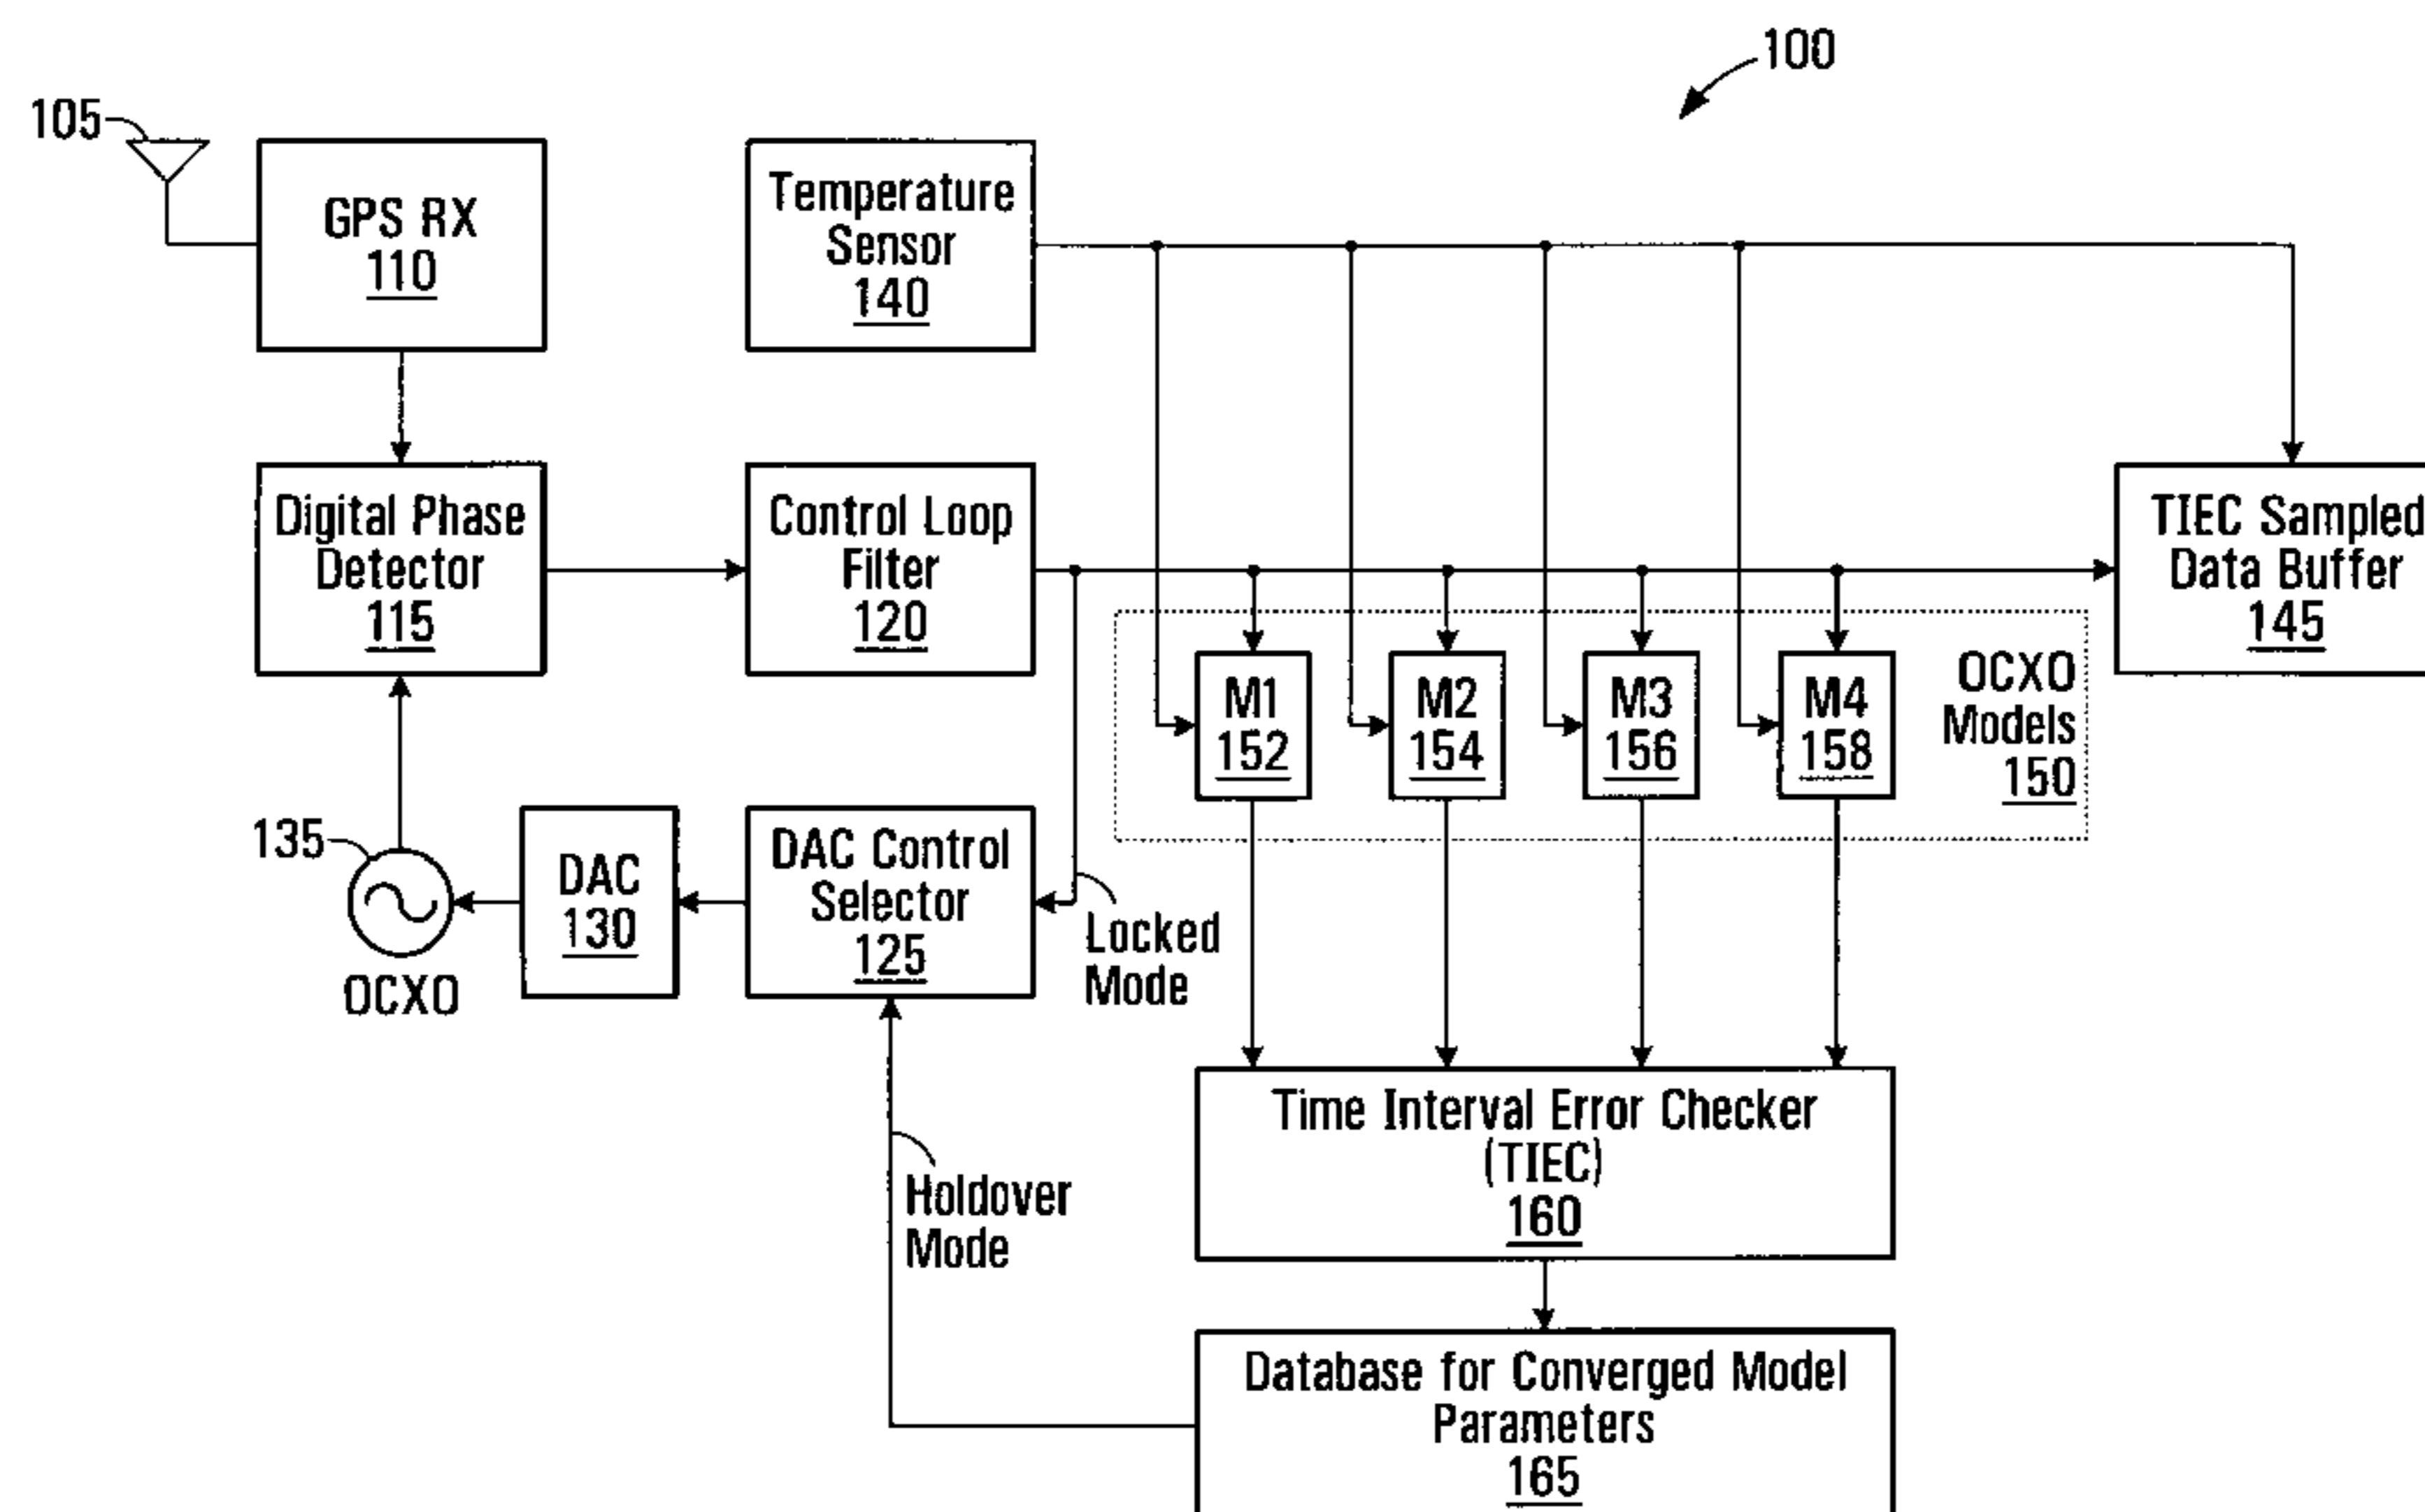 100
105
GPS RX
110
Temperature
Sensor
140
Digital Phase
Detector
115
Control Loop
Filter
120
TIEC Sampled
Data Buffer
145
M1
152
M2
154
M3
156
M4
158
OCXO
Models
150
135
OCXO
DAC
130
DAC Control
Selector
125
Locked
Mode
Holdover
Mode
Time Interval Error Checker
(TIEC)
160
Database for Converged Model
Parameters
165